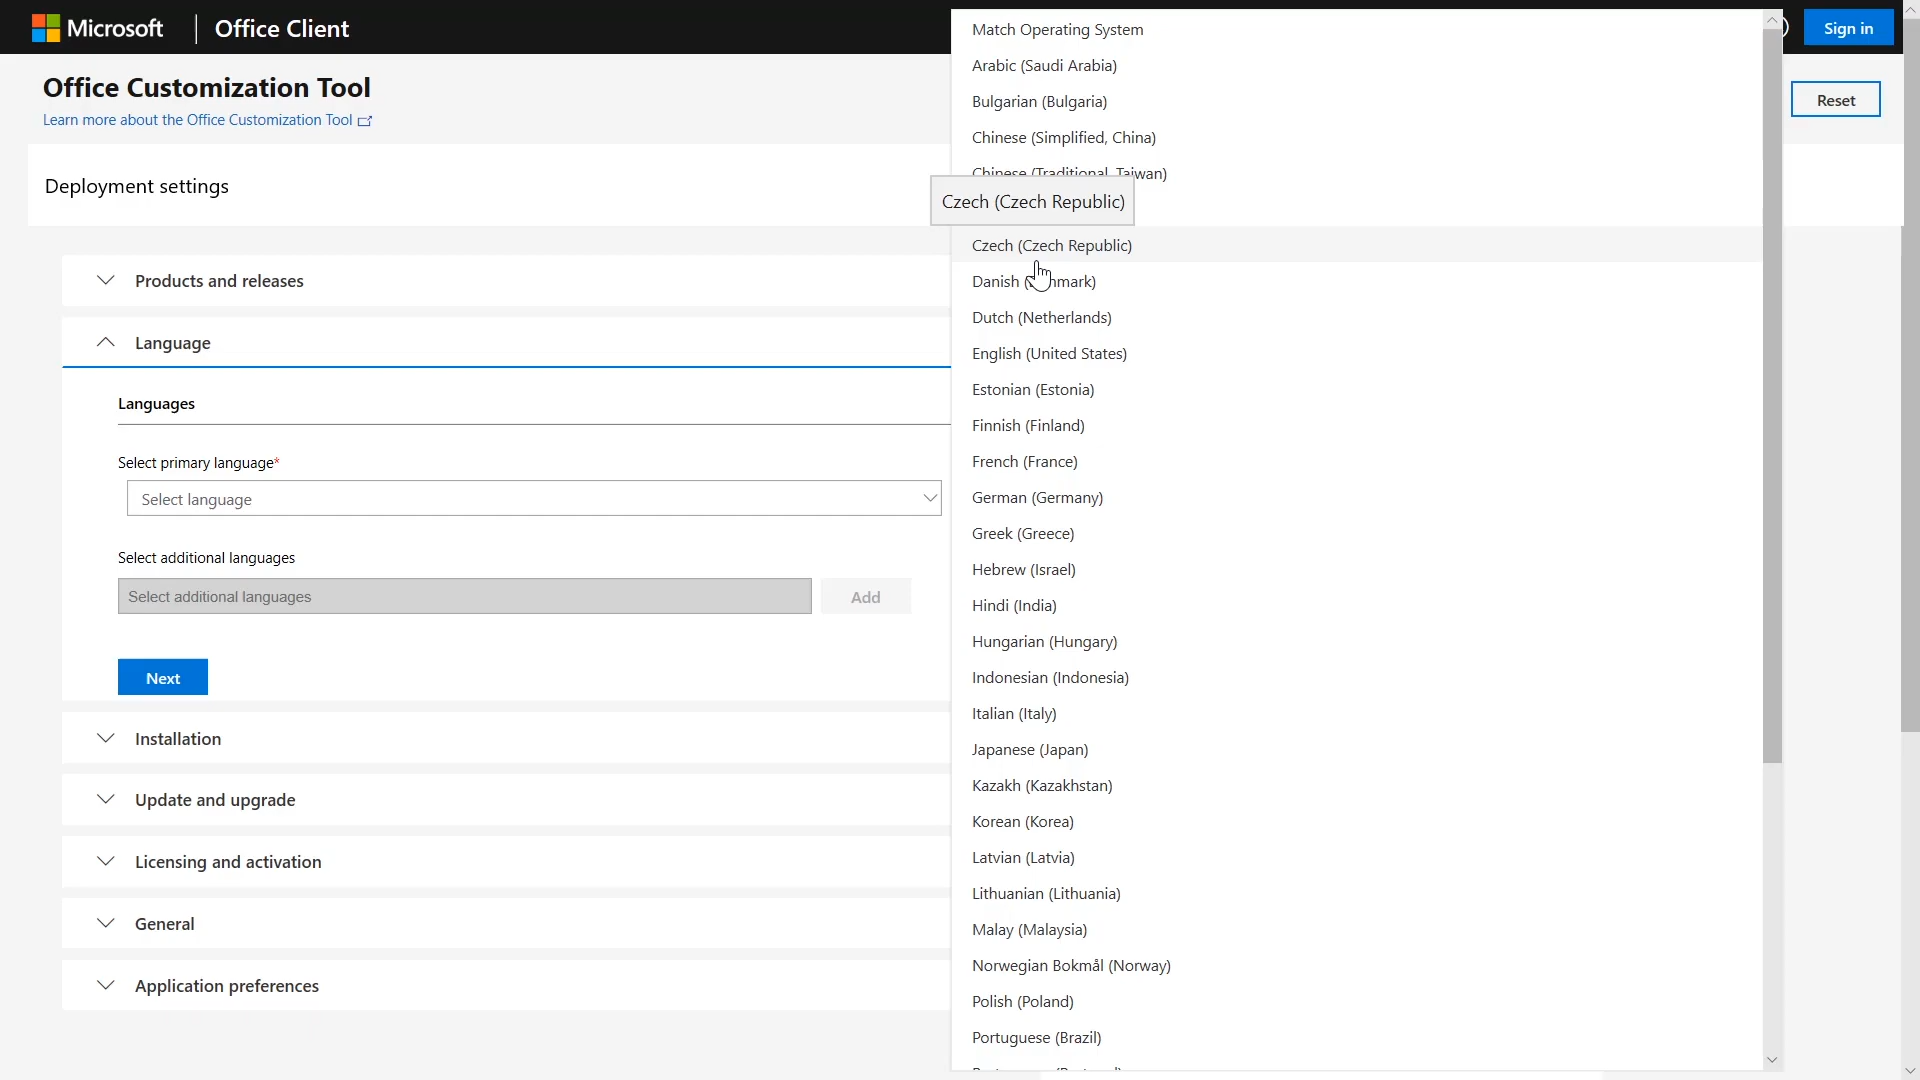 Microsoft
Office Client
Sign in
Office Customization Tool
Learn more about the Office Customization Tool
Reset
Deployment settings
Products and releases
Language
Languages
Select primary language*
Select language
Select additional languages
Select additional languages
Add
Next
Installation
Update and upgrade
Licensing and activation
General
Application preferences
Match Operating System
Arabic (Saudi Arabia)
Bulgarian (Bulgaria)
Chinese (Simplified, China)
Chinese (Traditional, Taiwan)
Czech (Czech Republic)
Czech (Czech Republic)
Danish (Denmark)
Dutch (Netherlands)
English (United States)
Estonian (Estonia)
Finnish (Finland)
French (France)
German (Germany)
Greek (Greece)
Hebrew (Israel)
Hindi (India)
Hungarian (Hungary)
Indonesian (Indonesia)
Italian (Italy)
Japanese (Japan)
Kazakh (Kazakhstan)
Korean (Korea)
Latvian (Latvia)
Lithuanian (Lithuania)
Malay (Malaysia)
Norwegian Bokmål (Norway)
Polish (Poland)
Portuguese (Brazil)